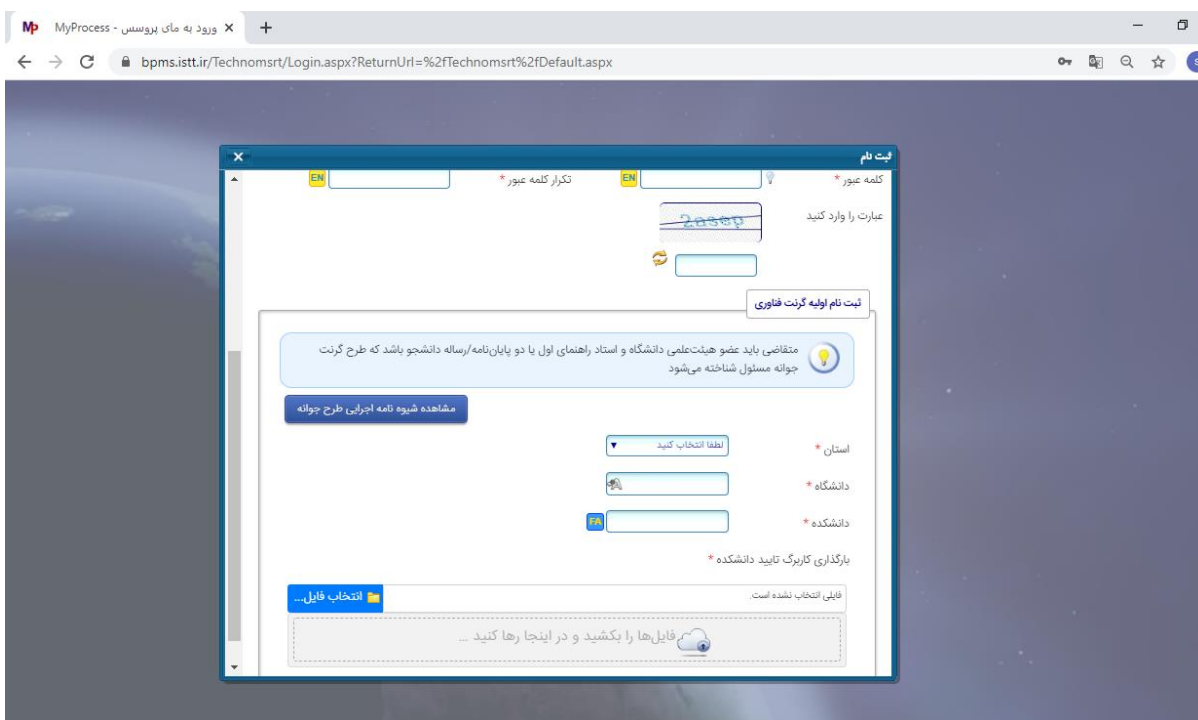 ورود به مای پروسس - MyProcess
bpms.istt.ir/Technomsrt/Login.aspx?ReturnUrl=%2fTechnomsrt%2fDefault.aspx
ثبت نام
کلمه عبور * EN تکرار کلمه عبور * EN
عبارت را وارد کنید
ثبت نام اولیه گرنت فناوری
متقاضی باید عضو هیئت‌علمی دانشگاه و استاد راهنمای اول یا دو پایان‌نامه/رساله دانشجو باشد که طرح گرنت
جوانه مسئول شناخته می‌شود
مشاهده شیوه نامه اجرایی طرح جوانه
استان * لطفا انتخاب کنید
دانشگاه *
دانشکده * FA
بارگذاری کاربرگ تایید دانشکده *
فایلی انتخاب نشده است. انتخاب فایل...
فایل‌ها را بکشید و در اینجا رها کنید ...